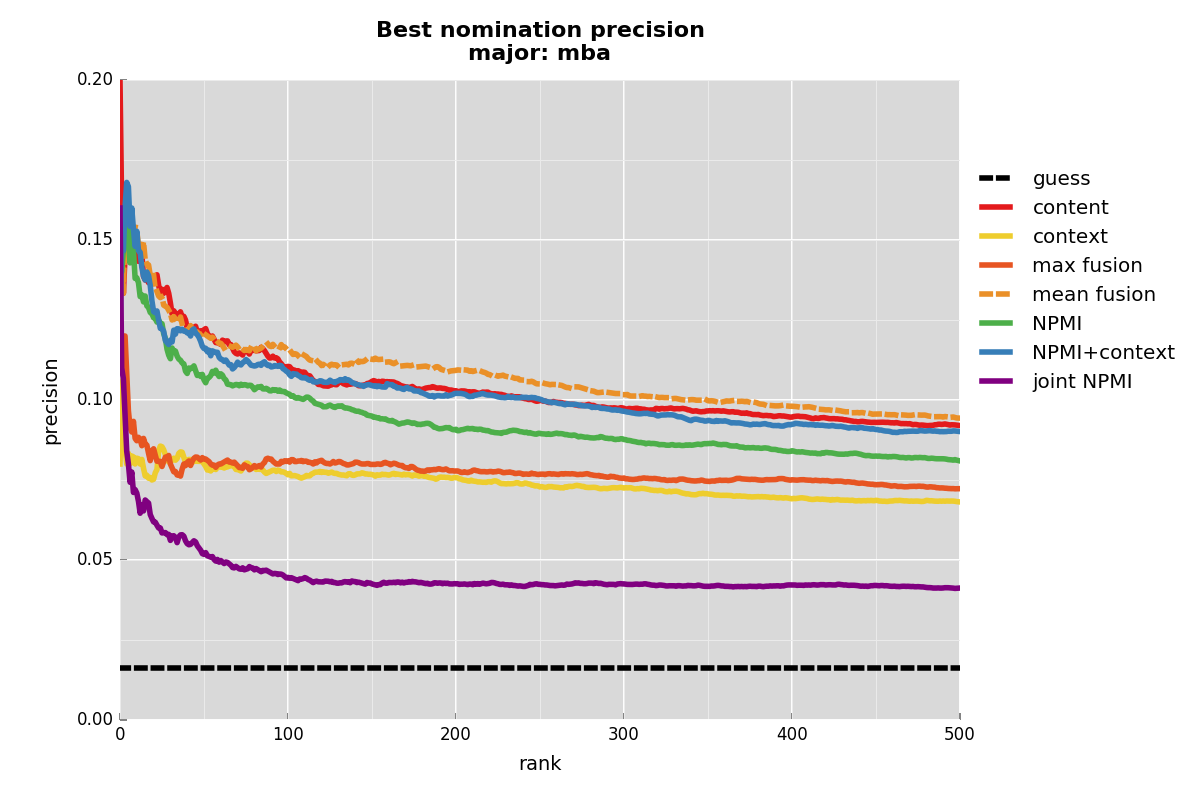 Best nomination precision
major: mba
precision
0.20
0.15
0.10
0.05
0.00
0
100
200
300
400
500
rank
guess
content
context
max fusion
mean fusion
NPMI
NPMI+context
joint NPMI